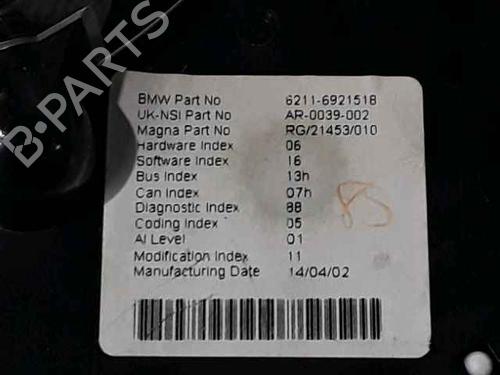 B-PARTS
BMW Part No 6211-6921518
UK-NSI Part No AR-0039-002
Magna Part No RG/21453/010
Hardware Index 06
Software Index 16
Bus Index 13h
Can Index 07h
Diagnostic Index 88
Coding Index 05
AI Level 01
Modification Index 11
Manufacturing Date 14/04/02
85